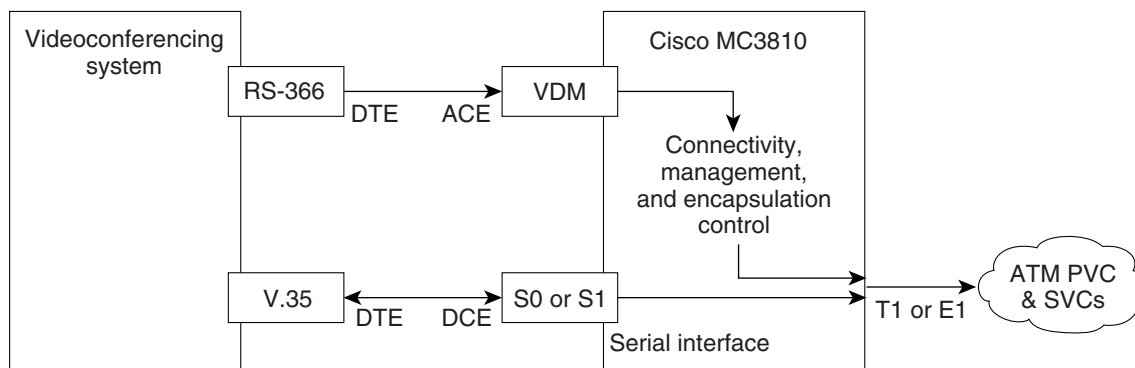 Videoconferencing
system
Cisco MC3810
RS-366
DTE
ACE
VDM
Connectivity,
management,
and encapsulation
control
V.35
DTE
DCE
S0 or S1
Serial interface
T1 or E1
ATM PVC
& SVCs